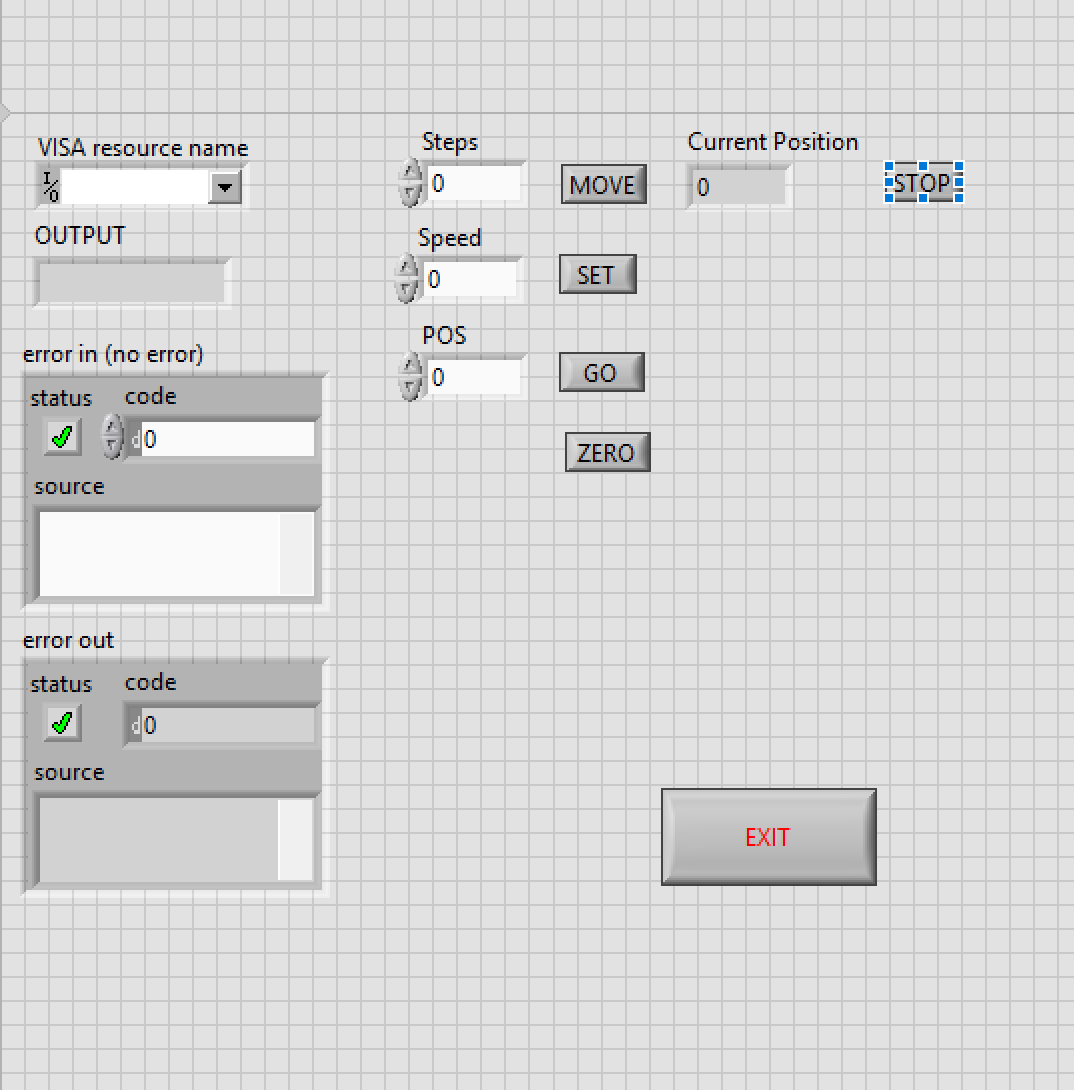 VISA resource name
I/O
OUTPUT
error in (no error)
status code
d 0
source
error out
status code
d 0
source
Steps
0
MOVE
Speed
0
SET
POS
0
GO
ZERO
Current Position
0
STOP
EXIT